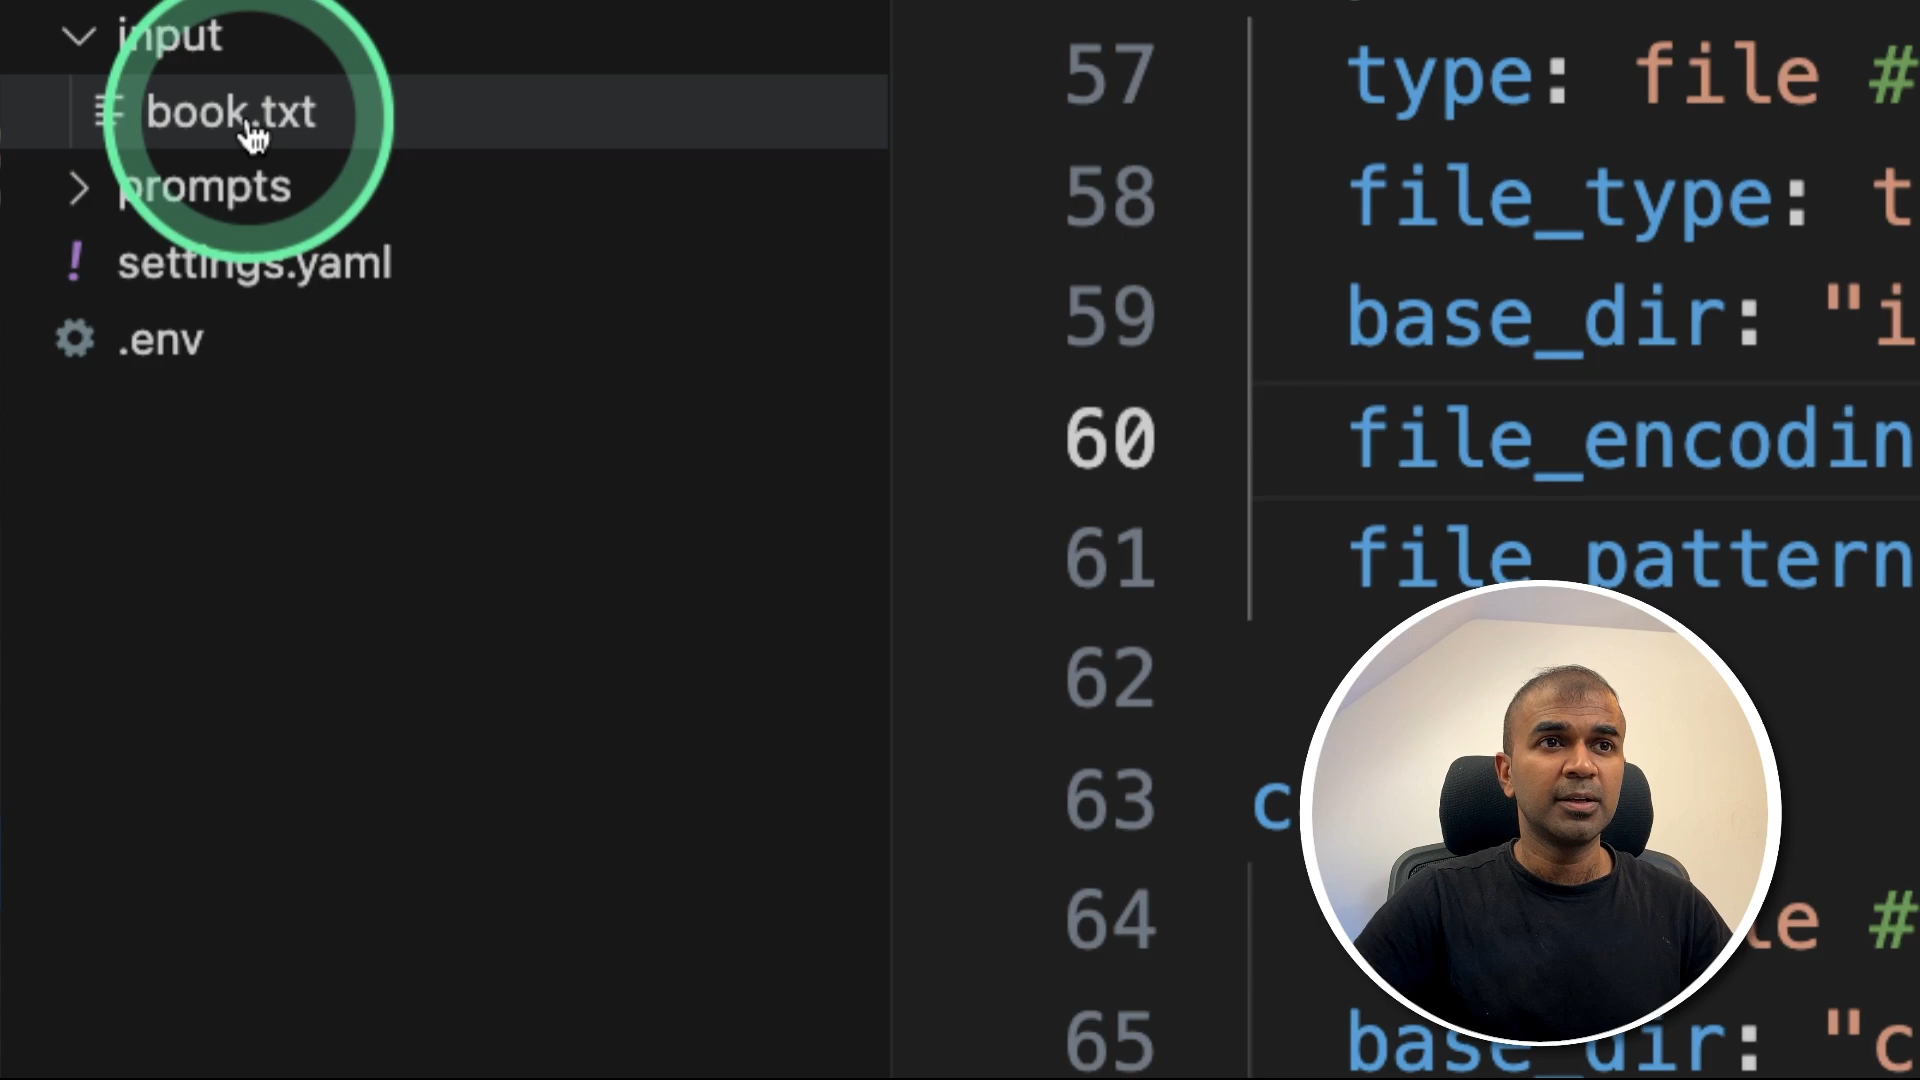 input
book.txt
prompts
settings.yaml
.env
57 type: file #
58 file_type: t
59 base_dir: "i
60 file_encodin
61 file_pattern
62
63 c
64 le #
65 base_dir: "c